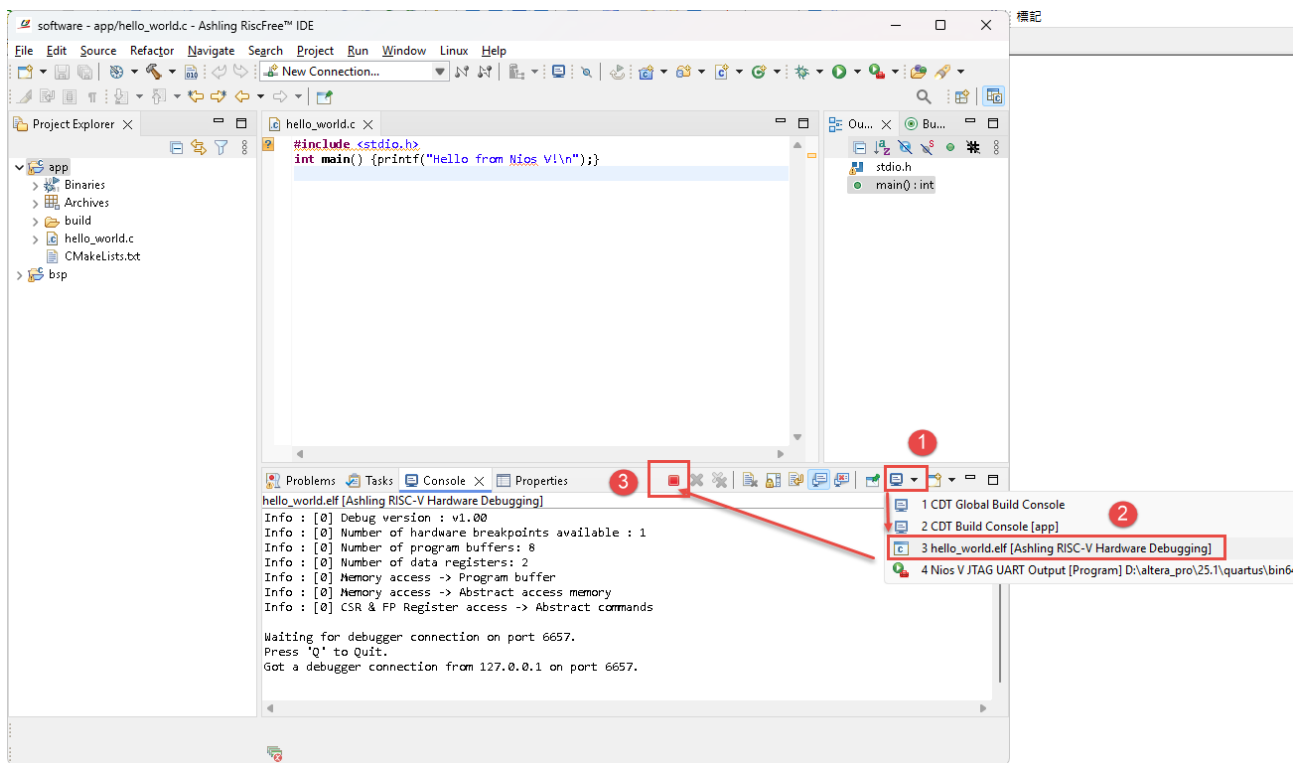 software - app/hello_world.c - Ashling RiscFree™ IDE
標記
File Edit Source Refactor Navigate Search Project Run Window Linux Help
New Connection...
Project Explorer
hello_world.c
Ou...
Bu...
#include <stdio.h>
int main() {printf("Hello from Nios V!\n");}
app
Binaries
Archives
build
hello_world.c
CMakeLists.txt
bsp
stdio.h
main() : int
1
Problems Tasks Console Properties
3
hello_world.elf [Ashling RISC-V Hardware Debugging]
Info : [0] Debug version : v1.00
Info : [0] Number of hardware breakpoints available : 1
Info : [0] Number of program buffers: 8
Info : [0] Number of data registers: 2
Info : [0] Memory access -> Program buffer
Info : [0] Memory access -> Abstract access memory
Info : [0] CSR & FP Register access -> Abstract commands
Waiting for debugger connection on port 6657.
Press 'Q' to Quit.
Got a debugger connection from 127.0.0.1 on port 6657.
1 CDT Global Build Console
2
2 CDT Build Console [app]
3 hello_world.elf [Ashling RISC-V Hardware Debugging]
4 Nios V JTAG UART Output [Program] D:\altera_pro\25.1\quartus\bin64